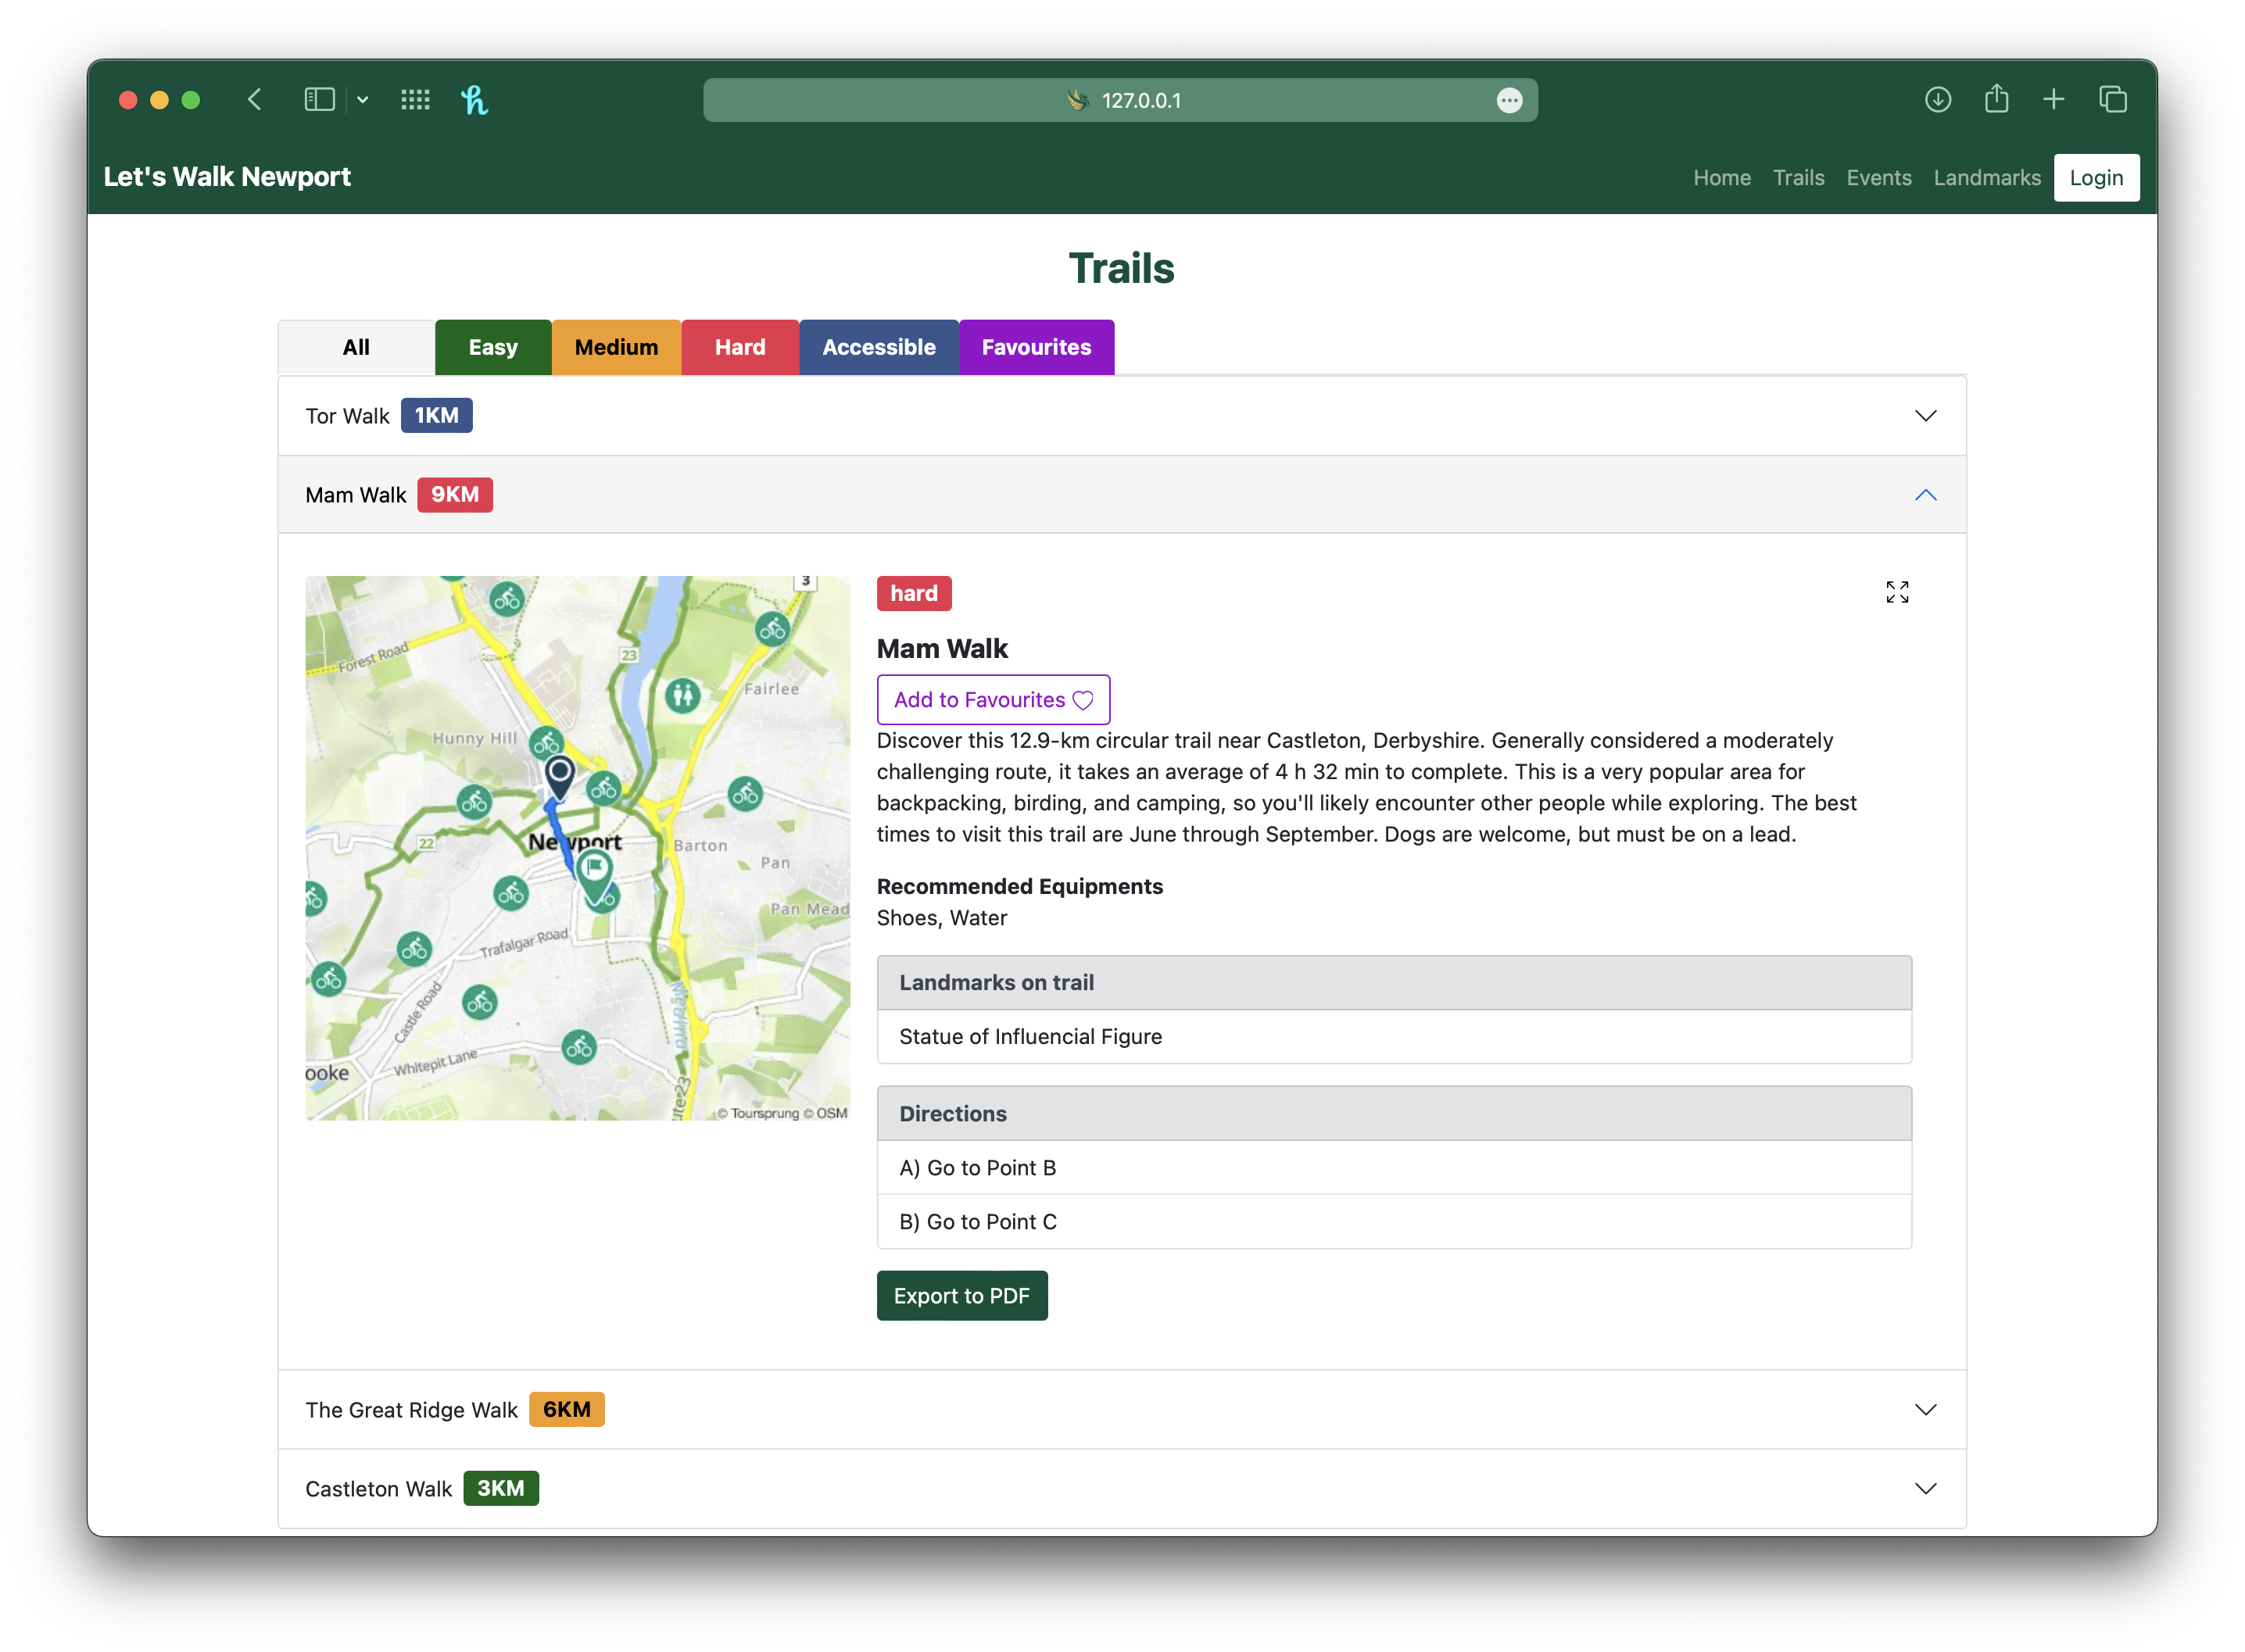 127.0.0.1
Let's Walk Newport
Home Trails Events Landmarks Login
Trails
All Easy Medium Hard Accessible Favourites
Tor Walk 1KM
Mam Walk 9KM
3
Forest Road
23
Fairlee
Hunny Hill
22
Newport
Barton
Pan
Pan Mead
Trafalgar Road
Castle Road
Medina
Whitepit Lane
ooke
ute23
© Toursprung © OSM
hard
Mam Walk
Add to Favourites
Discover this 12.9-km circular trail near Castleton, Derbyshire. Generally considered a moderately
challenging route, it takes an average of 4 h 32 min to complete. This is a very popular area for
backpacking, birding, and camping, so you'll likely encounter other people while exploring. The best
times to visit this trail are June through September. Dogs are welcome, but must be on a lead.
Recommended Equipments
Shoes, Water
Landmarks on trail
Statue of Influencial Figure
Directions
A) Go to Point B
B) Go to Point C
Export to PDF
The Great Ridge Walk 6KM
Castleton Walk 3KM